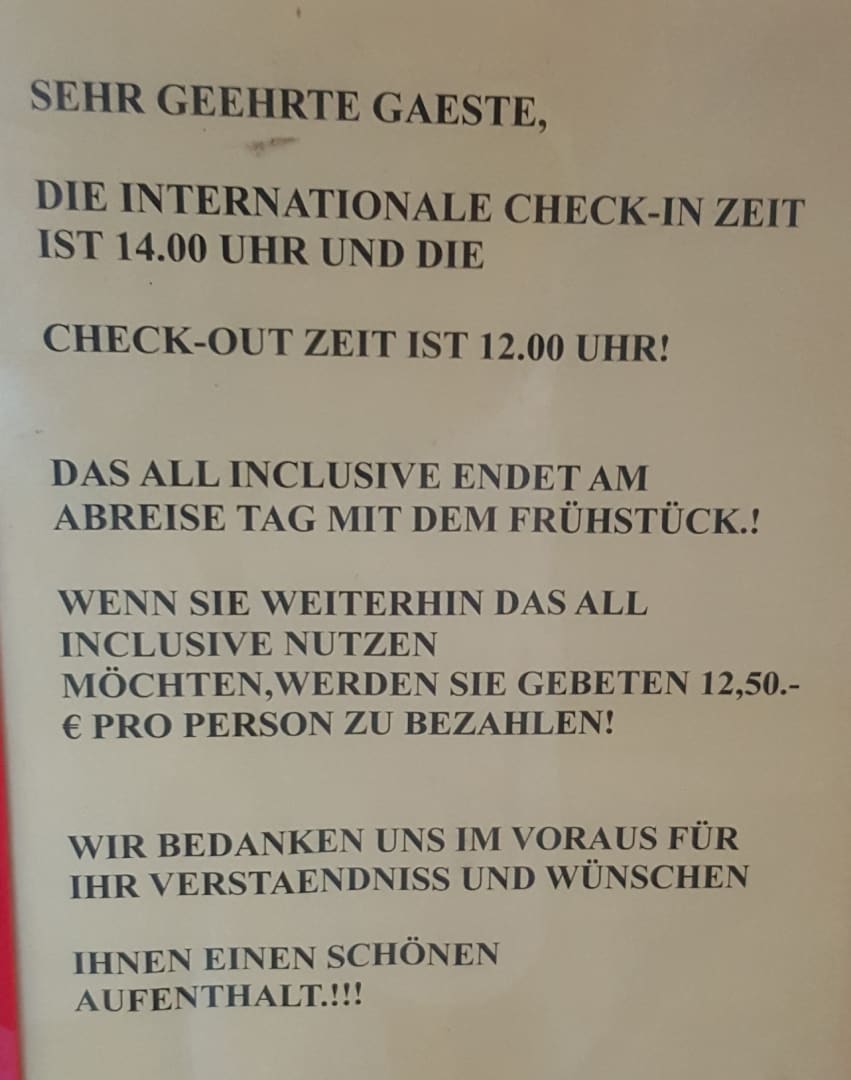 SEHR GEEHRTE GAESTE,
DIE INTERNATIONALE CHECK-IN ZEIT
IST 14.00 UHR UND DIE
CHECK-OUT ZEIT IST 12.00 UHR!
DAS ALL INCLUSIVE ENDET AM
ABREISE TAG MIT DEM FRÜHSTÜCK.!
WENN SIE WEITERHIN DAS ALL
INCLUSIVE NUTZEN
MÖCHTEN,WERDEN SIE GEBETEN 12,50.-
€ PRO PERSON ZU BEZAHLEN!
WIR BEDANKEN UNS IM VORAUS FÜR
IHR VERSTAENDNISS UND WÜNSCHEN
IHNEN EINEN SCHÖNEN
AUFENTHALT.!!!